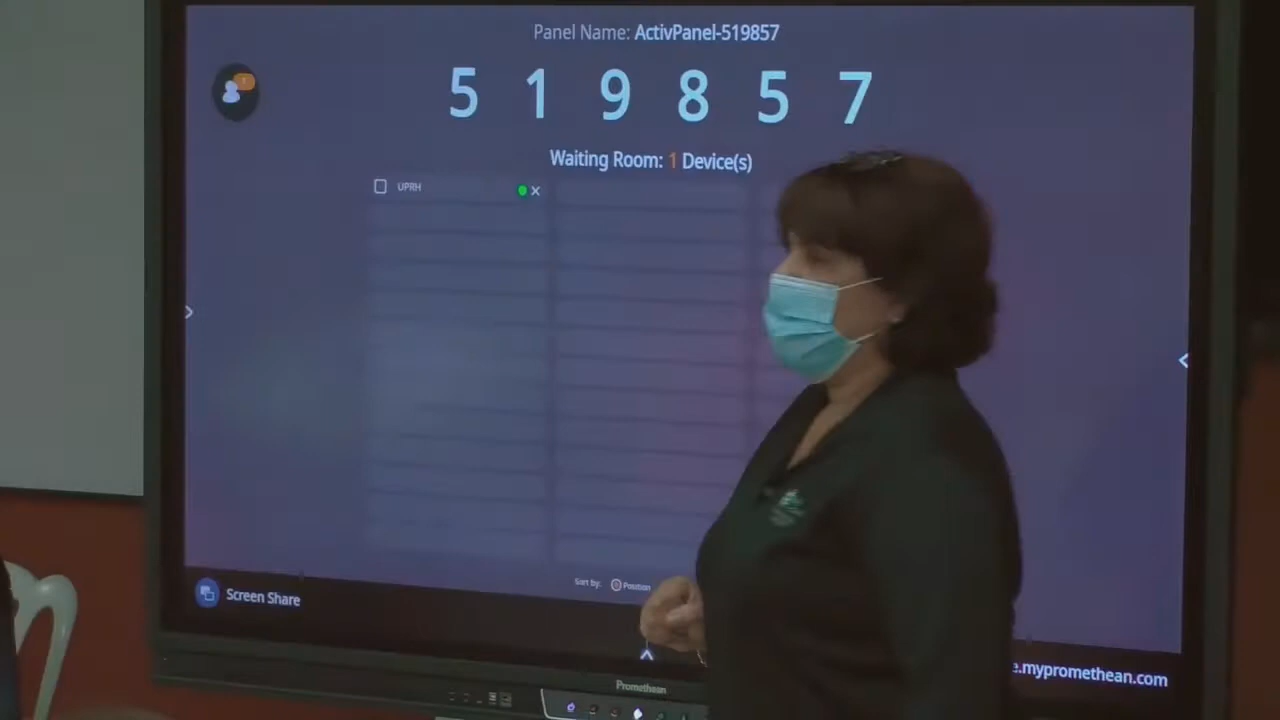 Panel Name: ActivPanel-519857
1
5 1 9 8 5 7
Waiting Room: 1 Device(s)
UPRH
Sort by: Position
Screen Share
e.mypromethean.com
Promethean